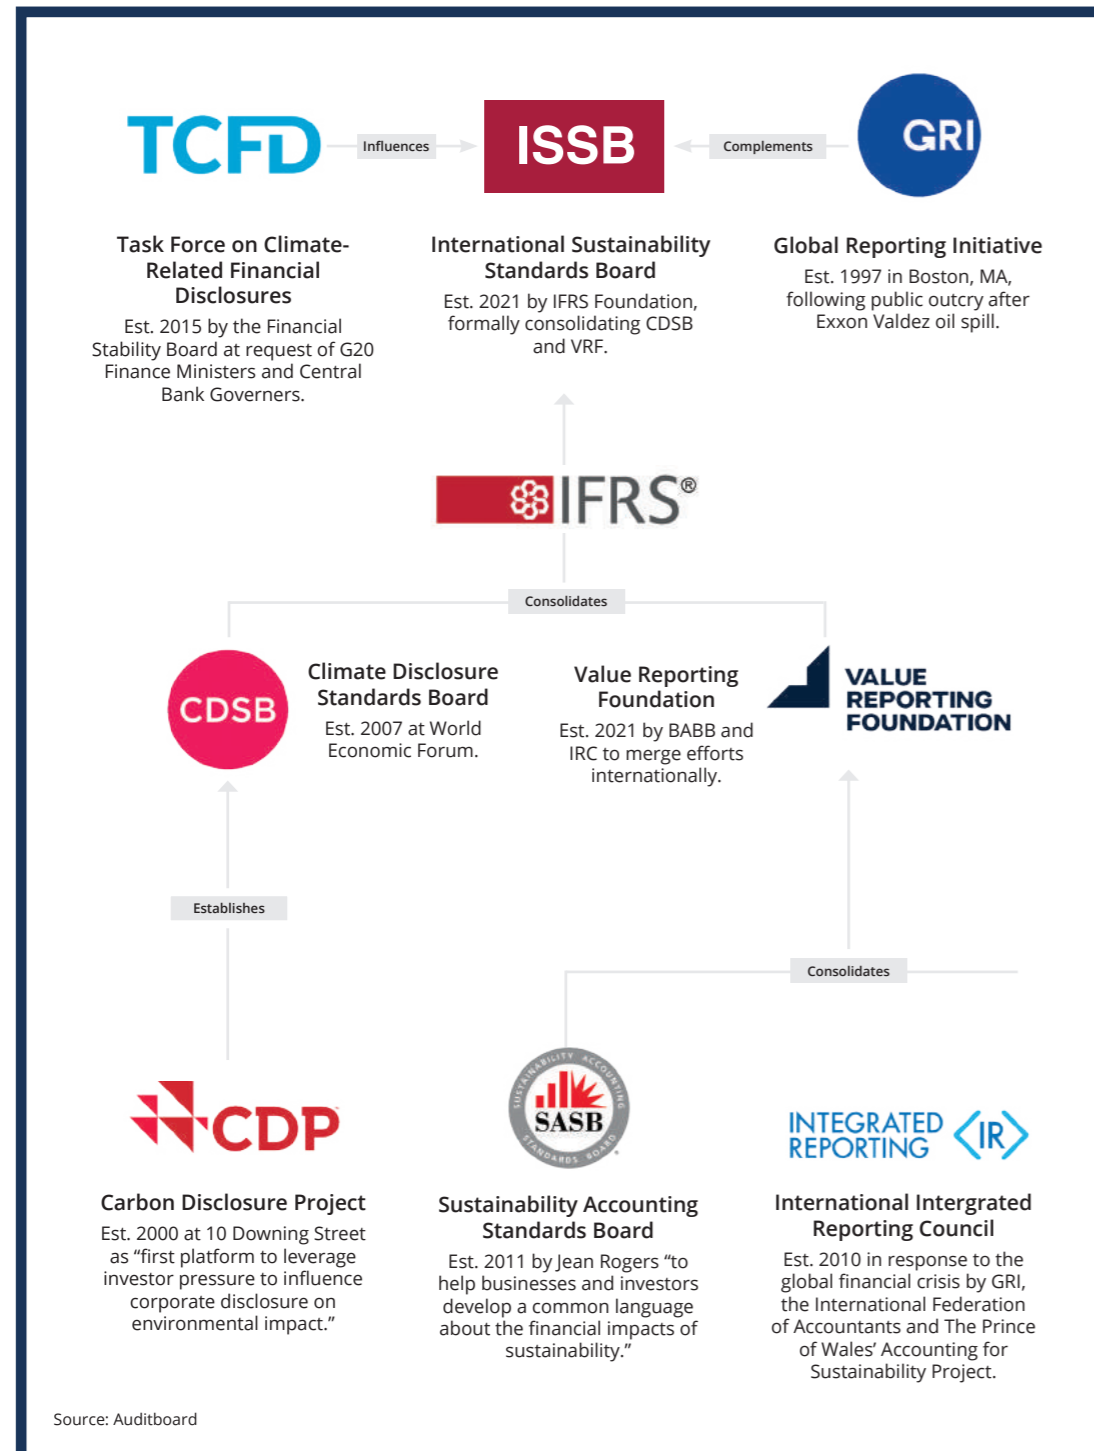 TCFD
Influences
ISSB
Complements
GRI
Task Force on Climate-
Related Financial
Disclosures
Est. 2015 by the Financial
Stability Board at request of G20
Finance Ministers and Central
Bank Governers.
International Sustainability
Standards Board
Est. 2021 by IFRS Foundation,
formally consolidating CDSB
and VRF.
Global Reporting Initiative
Est. 1997 in Boston, MA,
following public outcry after
Exxon Valdez oil spill.
IFRS®
Consolidates
CDSB
Climate Disclosure
Standards Board
Est. 2007 at World
Economic Forum.
Value Reporting
Foundation
Est. 2021 by BABB and
IRC to merge efforts
internationally.
VALUE
REPORTING
FOUNDATION
Establishes
Consolidates
CDP
Carbon Disclosure Project
Est. 2000 at 10 Downing Street
as “first platform to leverage
investor pressure to influence
corporate disclosure on
environmental impact.”
SUSTAINABILITY ACCOUNTING
SASB
STANDARDS BOARD
Sustainability Accounting
Standards Board
Est. 2011 by Jean Rogers “to
help businesses and investors
develop a common language
about the financial impacts of
sustainability.”
INTEGRATED
REPORTING
IR
International Intergrated
Reporting Council
Est. 2010 in response to the
global financial crisis by GRI,
the International Federation
of Accountants and The Prince
of Wales’ Accounting for
Sustainability Project.
Source: Auditboard